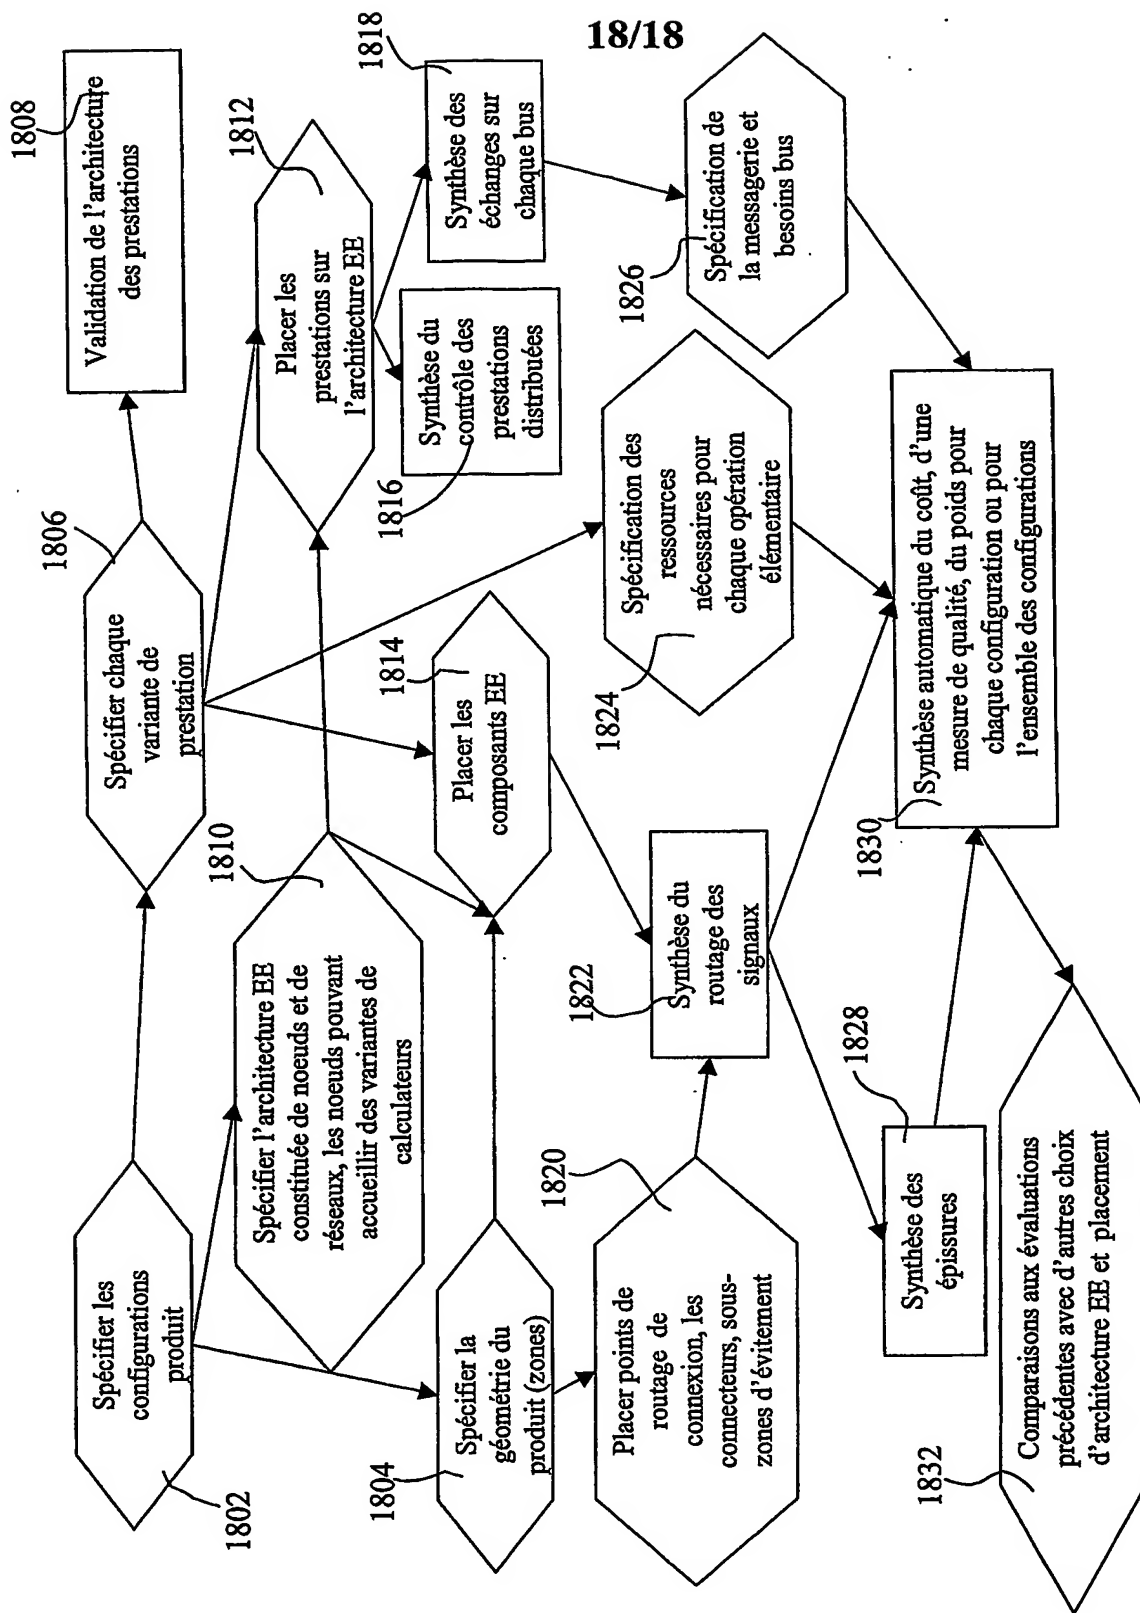 18/18
Spécifier les
configurations
produit
1802
Spécifier chaque
variante de
prestation
1806
Validation de l'architecture
des prestations
1808
Spécifier l'architecture EE
constituée de noeuds et de
réseaux, les noeuds pouvant
accueillir des variantes de
calculateurs
1810
Placer les
prestations sur
l'architecture EE
1812
Spécifier la
géométrie du
produit (zones)
1804
Placer les
composants EE
1814
Synthèse du
contrôle des
prestations
distribuées
1816
Synthèse des
échanges sur
chaque bus
1818
Placer points de
routage de
connexion, les
connecteurs, sous-
zones d'évitement
1820
Synthèse du
routage des
signaux
1822
Spécification des
ressources
nécessaires pour
chaque opération
élémentaire
1824
Spécification de
la messagerie et
besoins bus
1826
Synthèse des
épissures
1828
Synthèse automatique du coût, d'une
mesure de qualité, du poids pour
chaque configuration ou pour
l'ensemble des configurations
1830
Comparaisons aux évaluations
précédentes avec d'autres choix
d'architecture EE et placement
1832